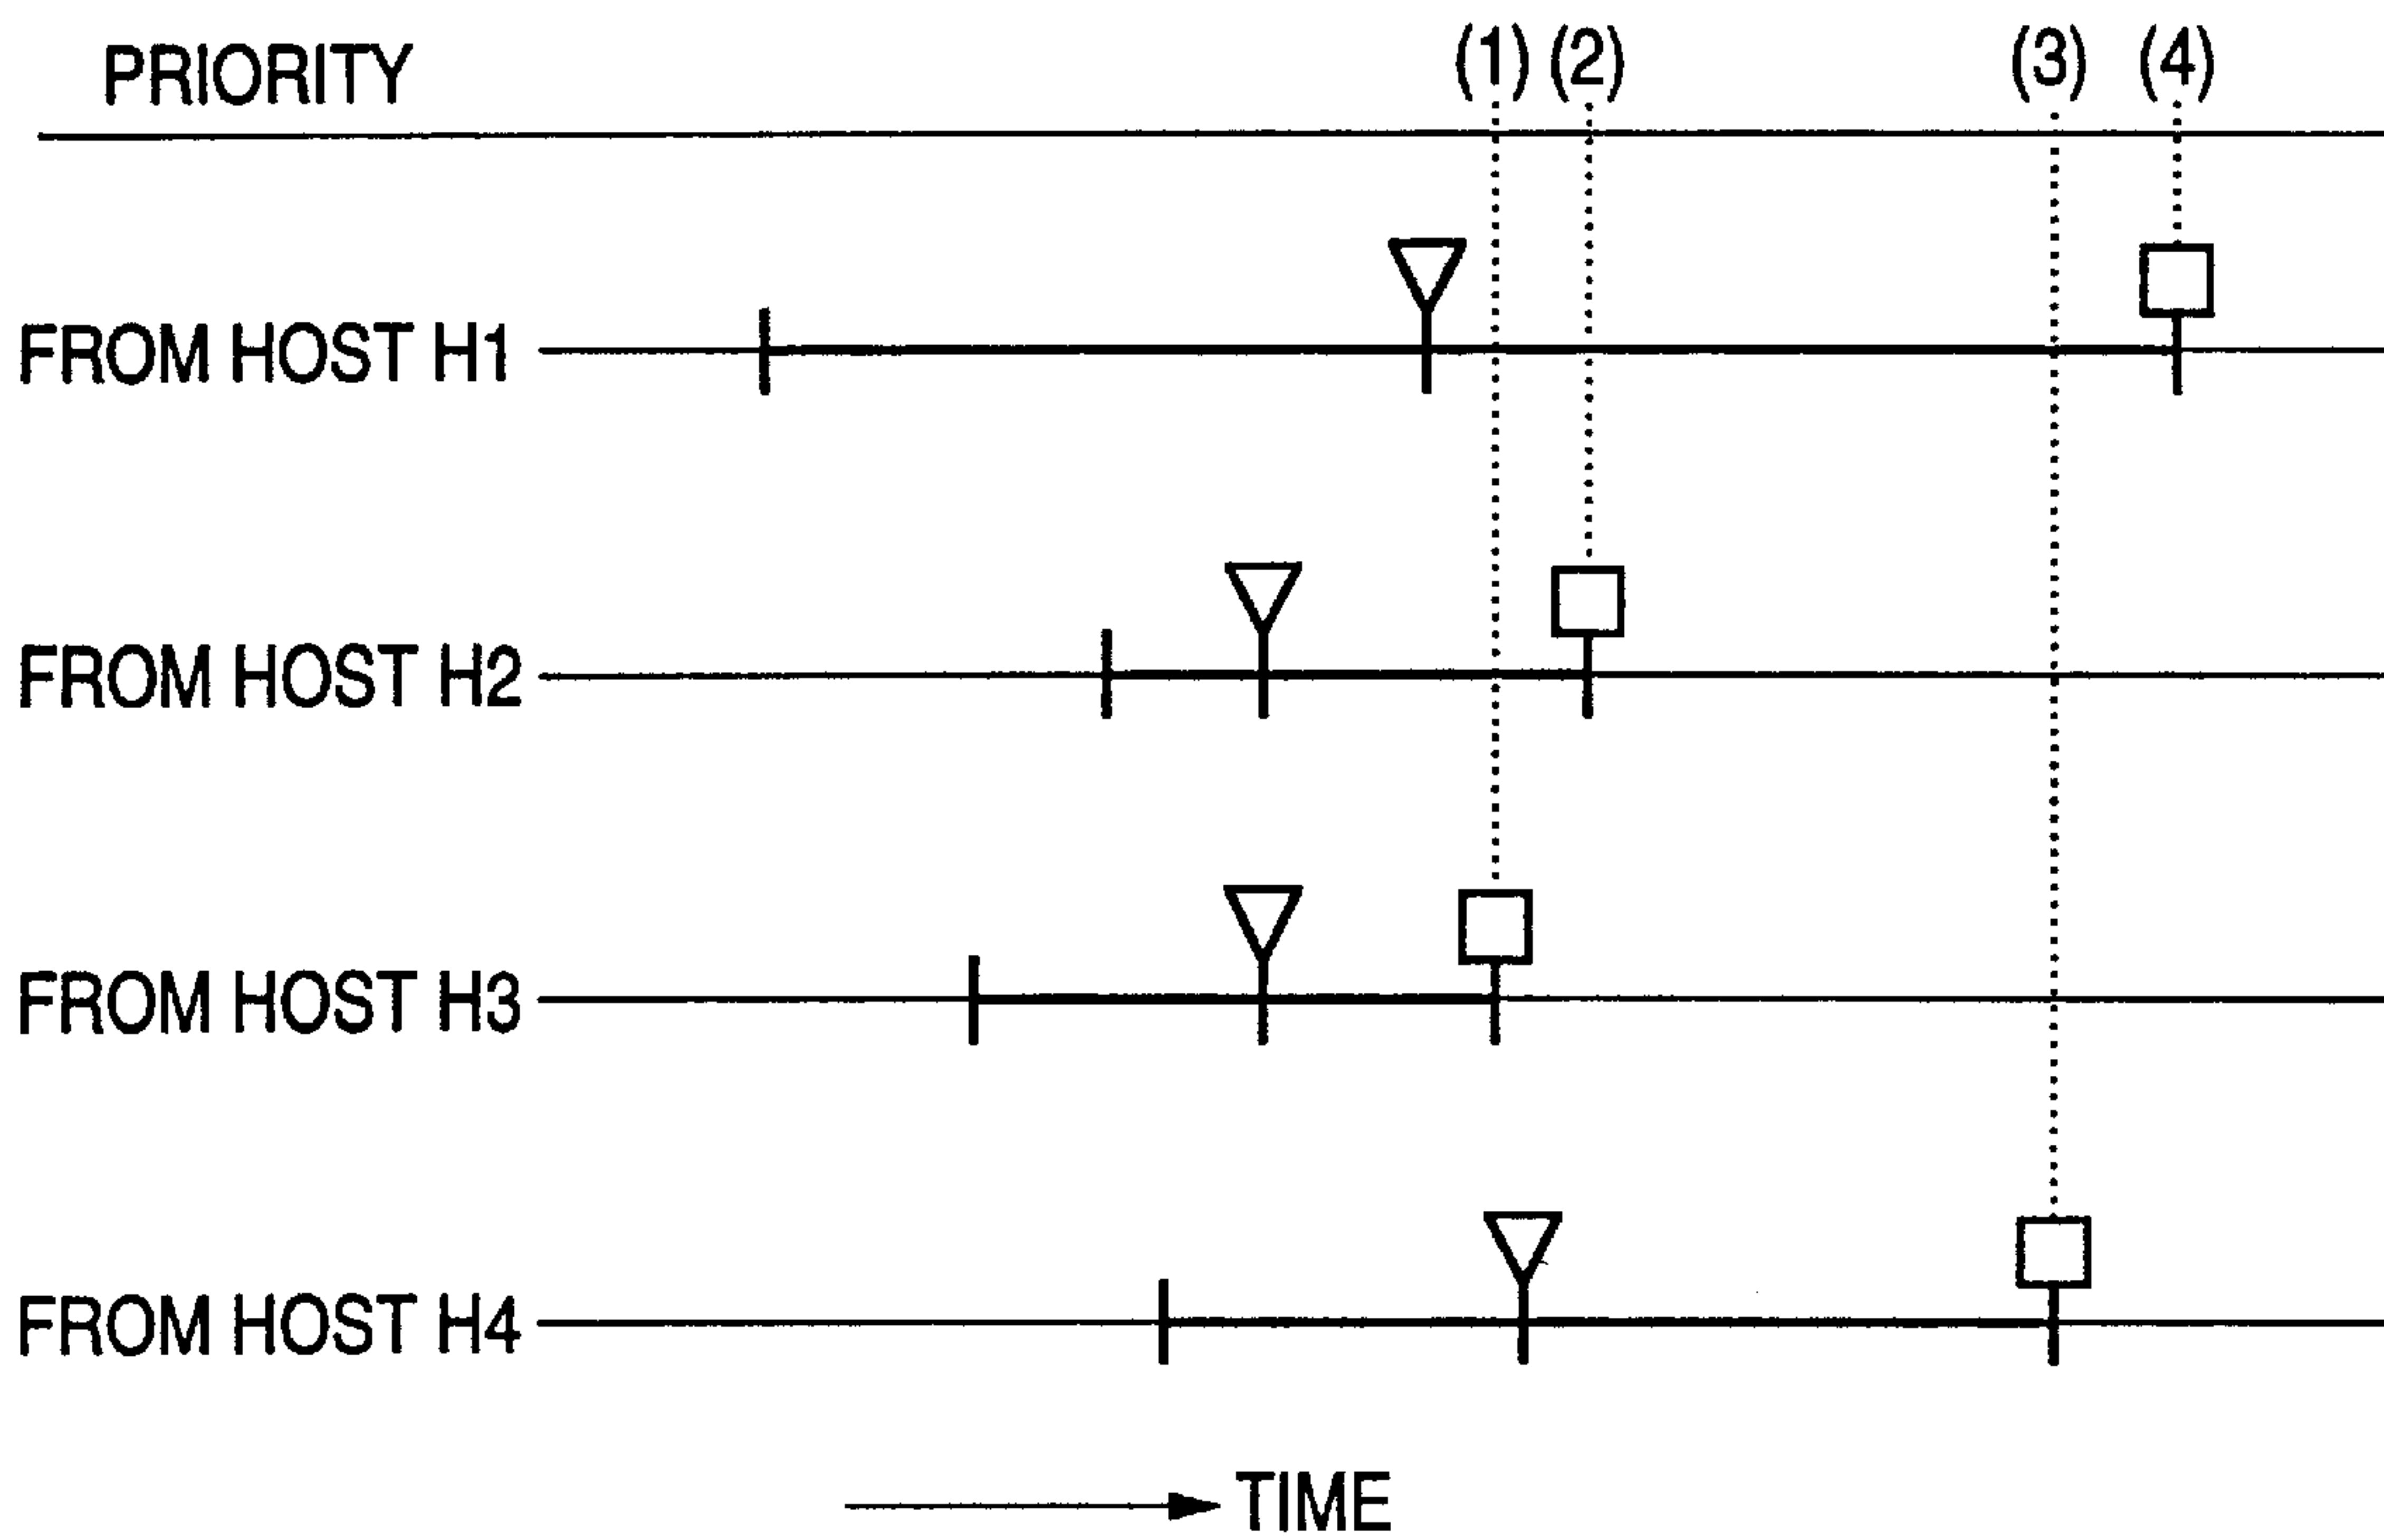 PRIORITY (1) (2) (3) (4)
FROM HOST H1
FROM HOST H2
FROM HOST H3
FROM HOST H4
TIME